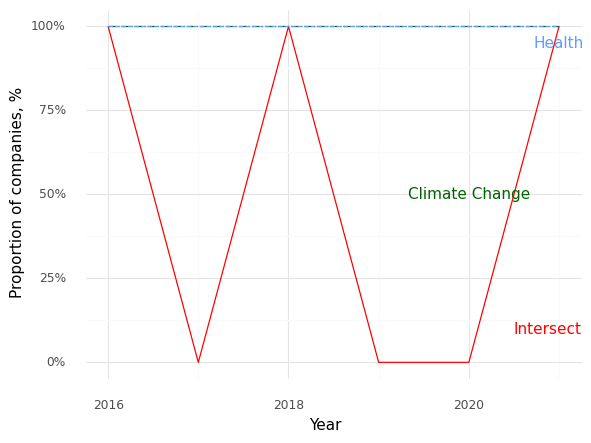 100%
Health
75%
Proportion of companies, %
50%
Climate Change
25%
Intersect
0%
2016
2018
2020
Year